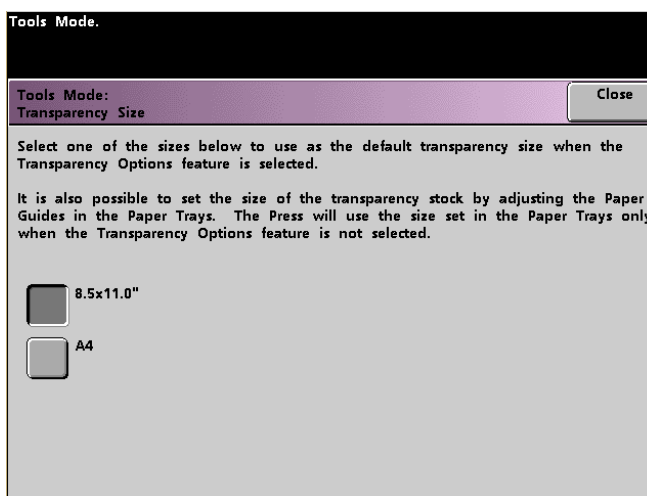 Tools Mode.
Tools Mode:
Transparency Size
Close
Select one of the sizes below to use as the default transparency size when the
Transparency Options feature is selected.
It is also possible to set the size of the transparency stock by adjusting the Paper
Guides in the Paper Trays. The Press will use the size set in the Paper Trays only
when the Transparency Options feature is not selected.
8.5x11.0"
A4